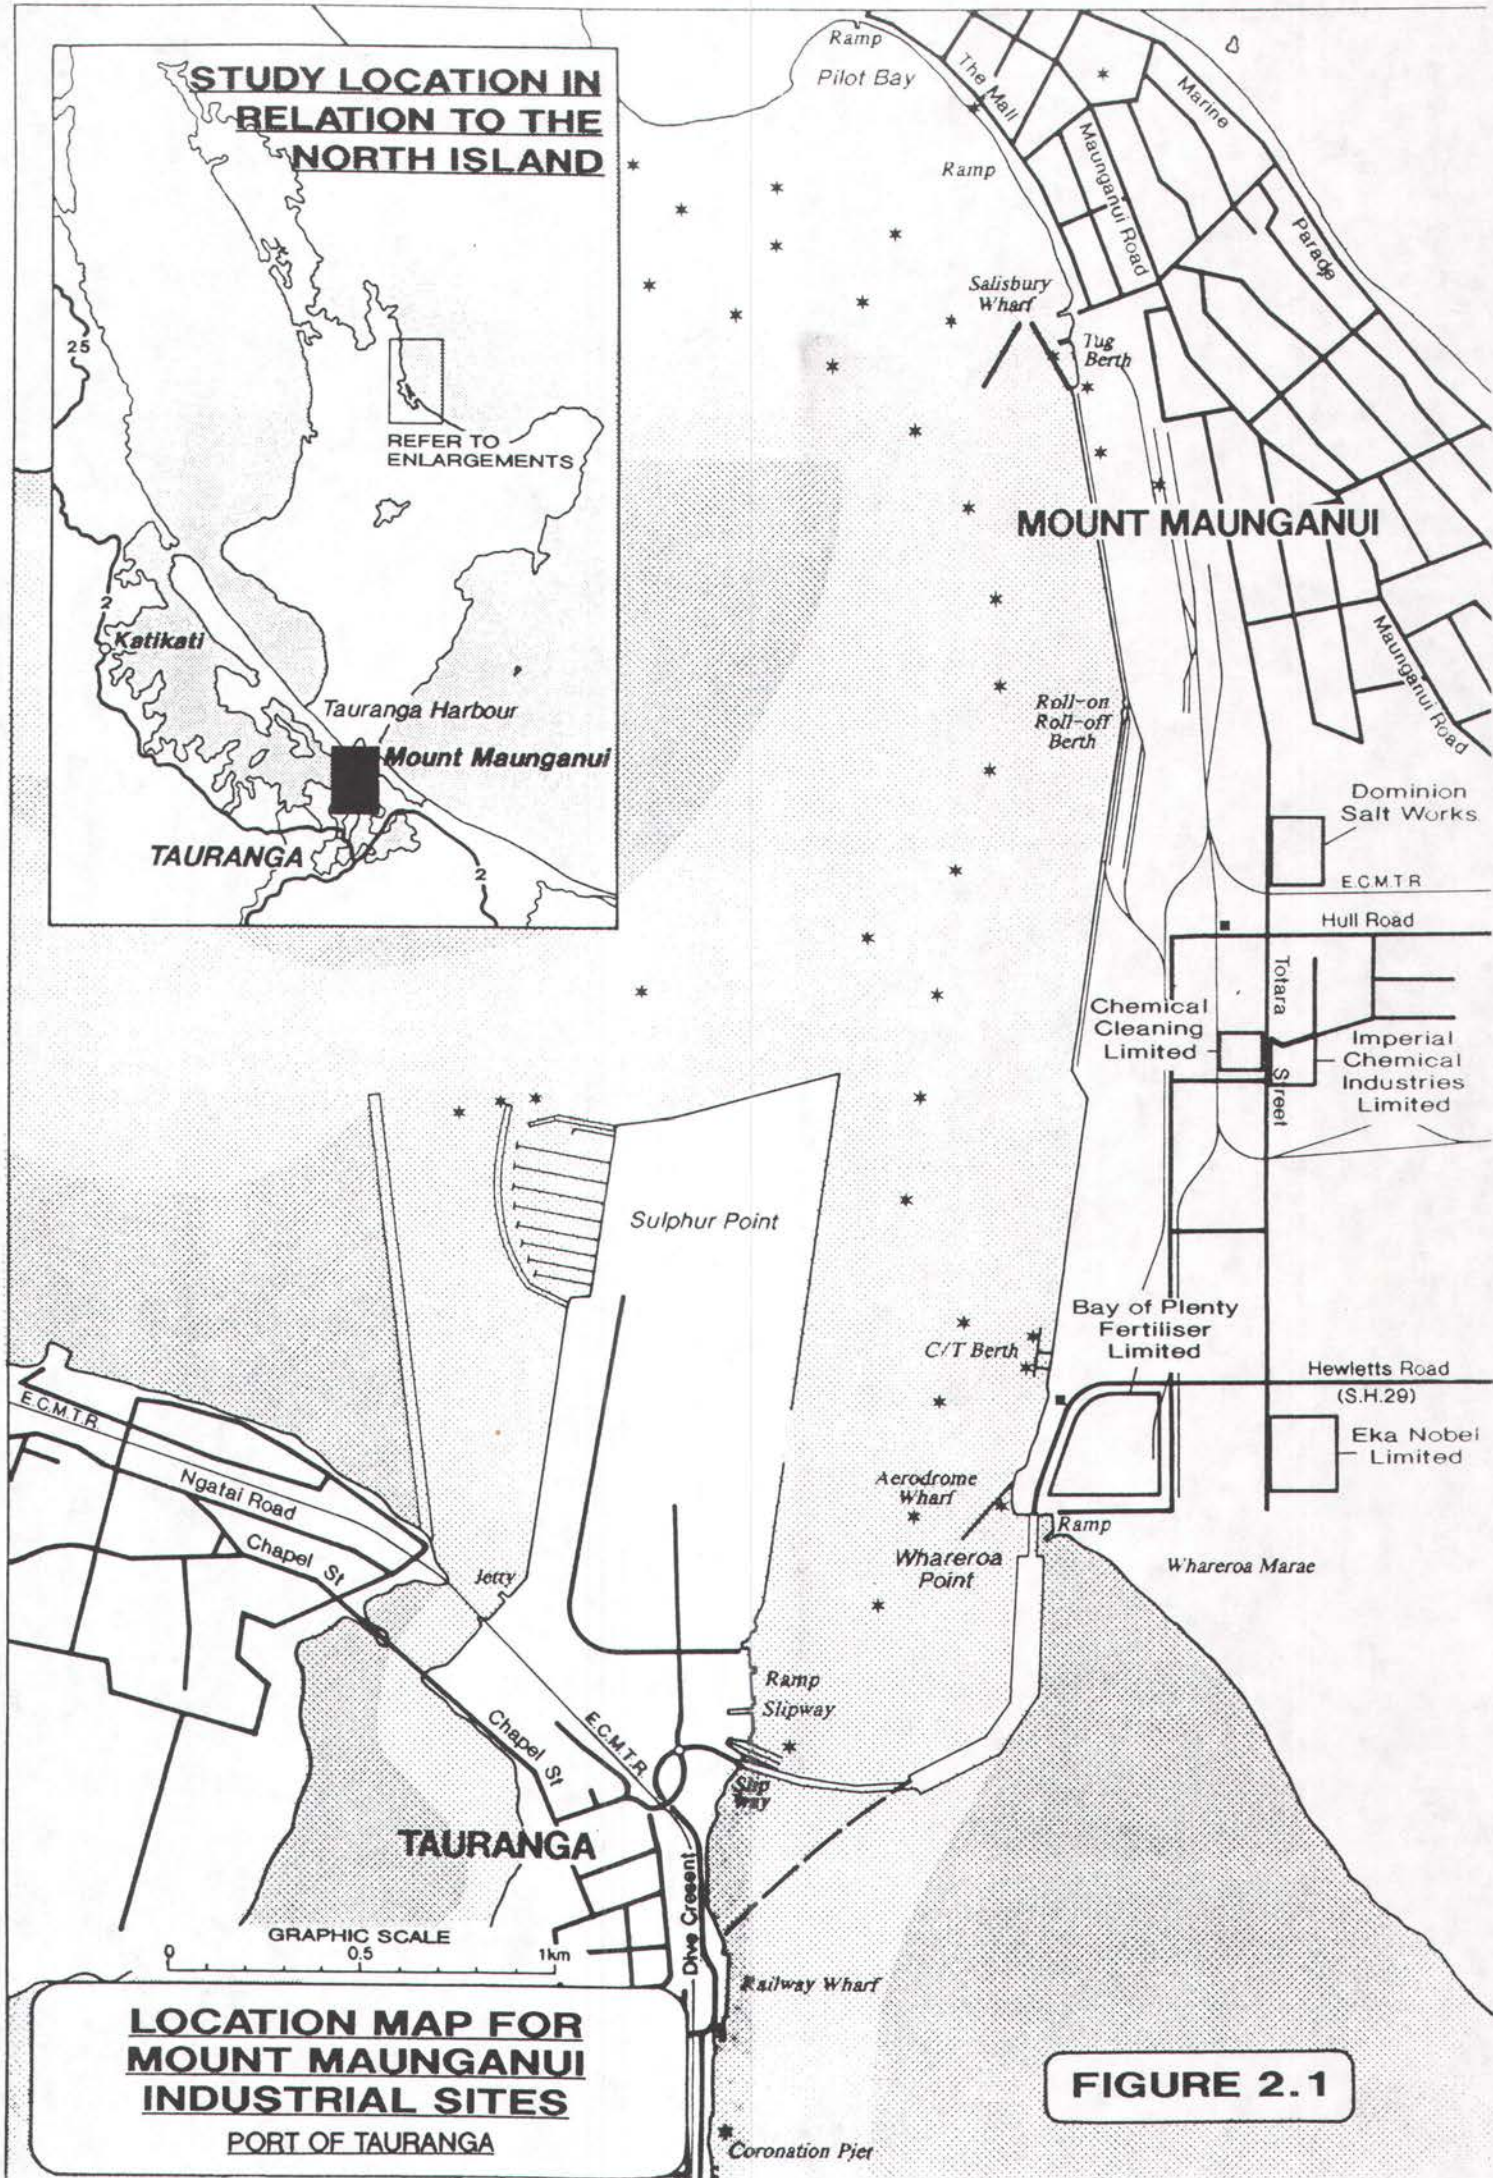 STUDY LOCATION IN
RELATION TO THE
NORTH ISLAND
25
REFER TO
ENLARGEMENTS
2
Katikati
Tauranga Harbour
Mount Maunganui
TAURANGA
2
Ramp
Pilot Bay
The Mall
Marine
Parade
Maunganui Road
Ramp
Salisbury
Wharf
Tug
Berth
MOUNT MAUNGANUI
Maunganui Road
Roll-on
Roll-off
Berth
Dominion
Salt Works
E.C.M.T.R
Hull Road
Totara
Street
Chemical
Cleaning
Limited
Imperial
Chemical
Industries
Limited
Sulphur Point
Bay of Plenty
Fertiliser
Limited
C/T Berth
Hewletts Road
(S.H.29)
Eka Nobel
Limited
E.C.M.T.R.
Ngatai Road
Chapel St
Aerodrome
Wharf
Ramp
Whareroa
Point
Whareroa Marae
Jetty
Ramp
Slipway
Chapel St
E.C.M.T.R
Slip
Way
TAURANGA
Dive Cresent
GRAPHIC SCALE
0
0.5
1km
Railway Wharf
LOCATION MAP FOR
MOUNT MAUNGANUI
INDUSTRIAL SITES
PORT OF TAURANGA
FIGURE 2.1
Coronation Pier